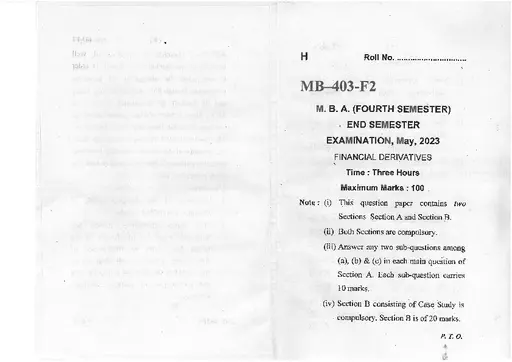 H Roll No. ..............................
MB-403-F2
M. B. A. (FOURTH SEMESTER)
END SEMESTER
EXAMINATION, May, 2023
FINANCIAL DERIVATIVES
Time : Three Hours
Maximum Marks : 100
Note : (i) This question paper contains two
Sections Section A and Section B.
(ii) Both Sections are compulsory.
(iii) Answer any two sub-questions among
(a), (b) & (c) in each main question of
Section A. Each sub-question carries
10 marks.
(iv) Section B consisting of Case Study is
compulsory. Section B is of 20 marks.
P. T. O.